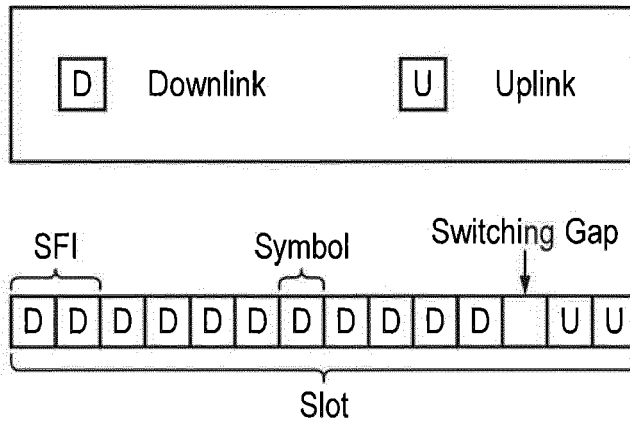 D Downlink U Uplink
SFI Symbol Switching Gap
D D D D D D D D D D D U U
Slot